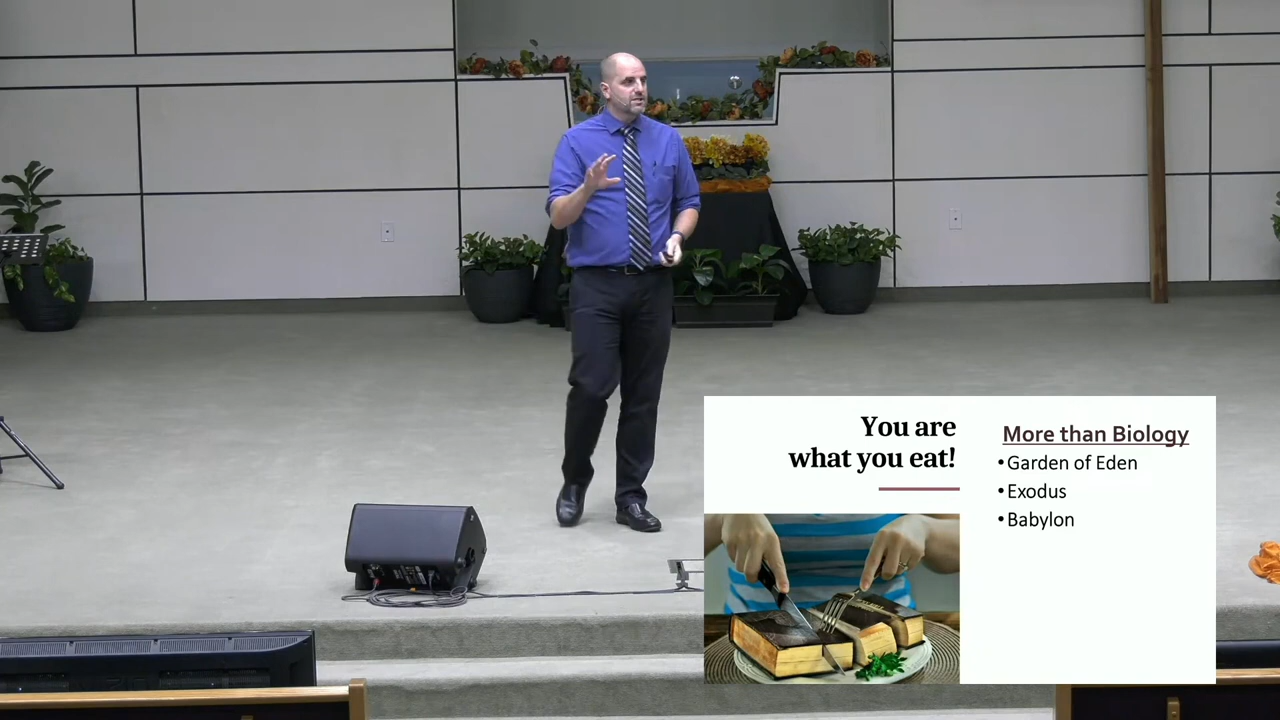 You are
what you eat!
More than Biology
•Garden of Eden
•Exodus
•Babylon